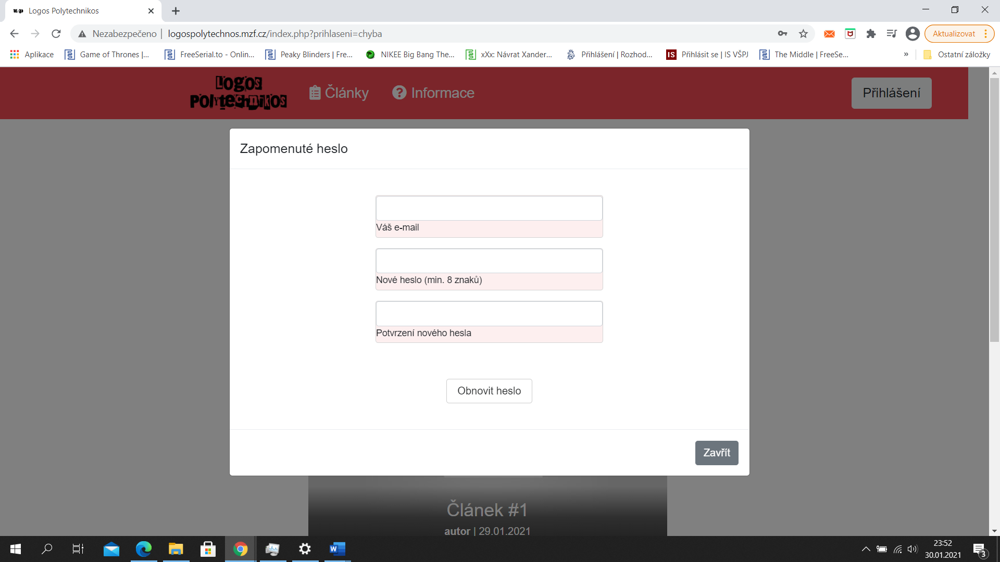 Logos Polytechnikos
Nezabezpečeno | logospolytechnos.mzf.cz/index.php?prihlaseni=chyba
Aktualizovat
Aplikace Game of Thrones |... FreeSerial.to - Onlin... Peaky Blinders | Fre... NIKEE Big Bang The... xXx: Návrat Xander... Přihlášení | Rozhod... IS Přihlásit se | IS VŠPJ The Middle | FreeSe... » Ostatní záložky
Logos
Polytechnikos
Články
Informace
Přihlášení
Zapomenuté heslo
Váš e-mail
Nové heslo (min. 8 znaků)
Potvrzení nového hesla
Obnovit heslo
Zavřít
Článek #1
autor | 29.01.2021
23:52
30.01.2021
3